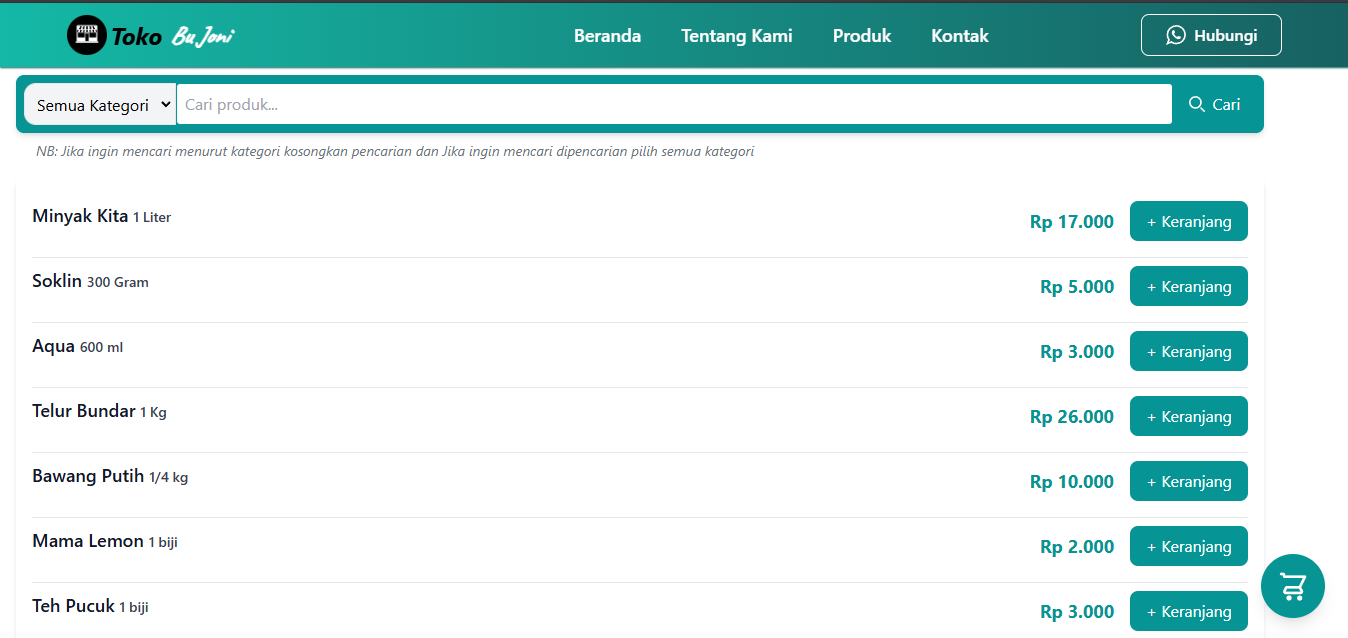 Toko Bu Joni Beranda Tentang Kami Produk Kontak Hubungi
Semua Kategori Cari produk... Cari
NB: Jika ingin mencari menurut kategori kosongkan pencarian dan Jika ingin mencari dipencarian pilih semua kategori
Minyak Kita 1 Liter Rp 17.000 + Keranjang
Soklin 300 Gram Rp 5.000 + Keranjang
Aqua 600 ml Rp 3.000 + Keranjang
Telur Bundar 1 Kg Rp 26.000 + Keranjang
Bawang Putih 1/4 kg Rp 10.000 + Keranjang
Mama Lemon 1 biji Rp 2.000 + Keranjang
Teh Pucuk 1 biji Rp 3.000 + Keranjang